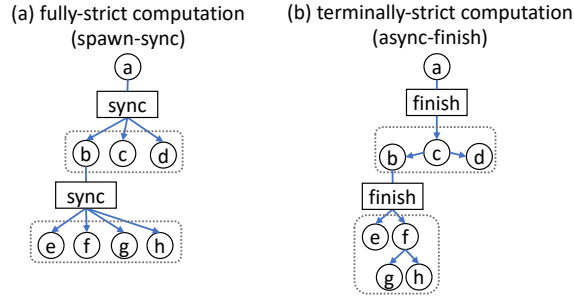 (a) fully-strict computation
(spawn-sync)
a
sync
b c d
sync
e f g h
(b) terminally-strict computation
(async-finish)
a
finish
b c d
finish
e f
g h